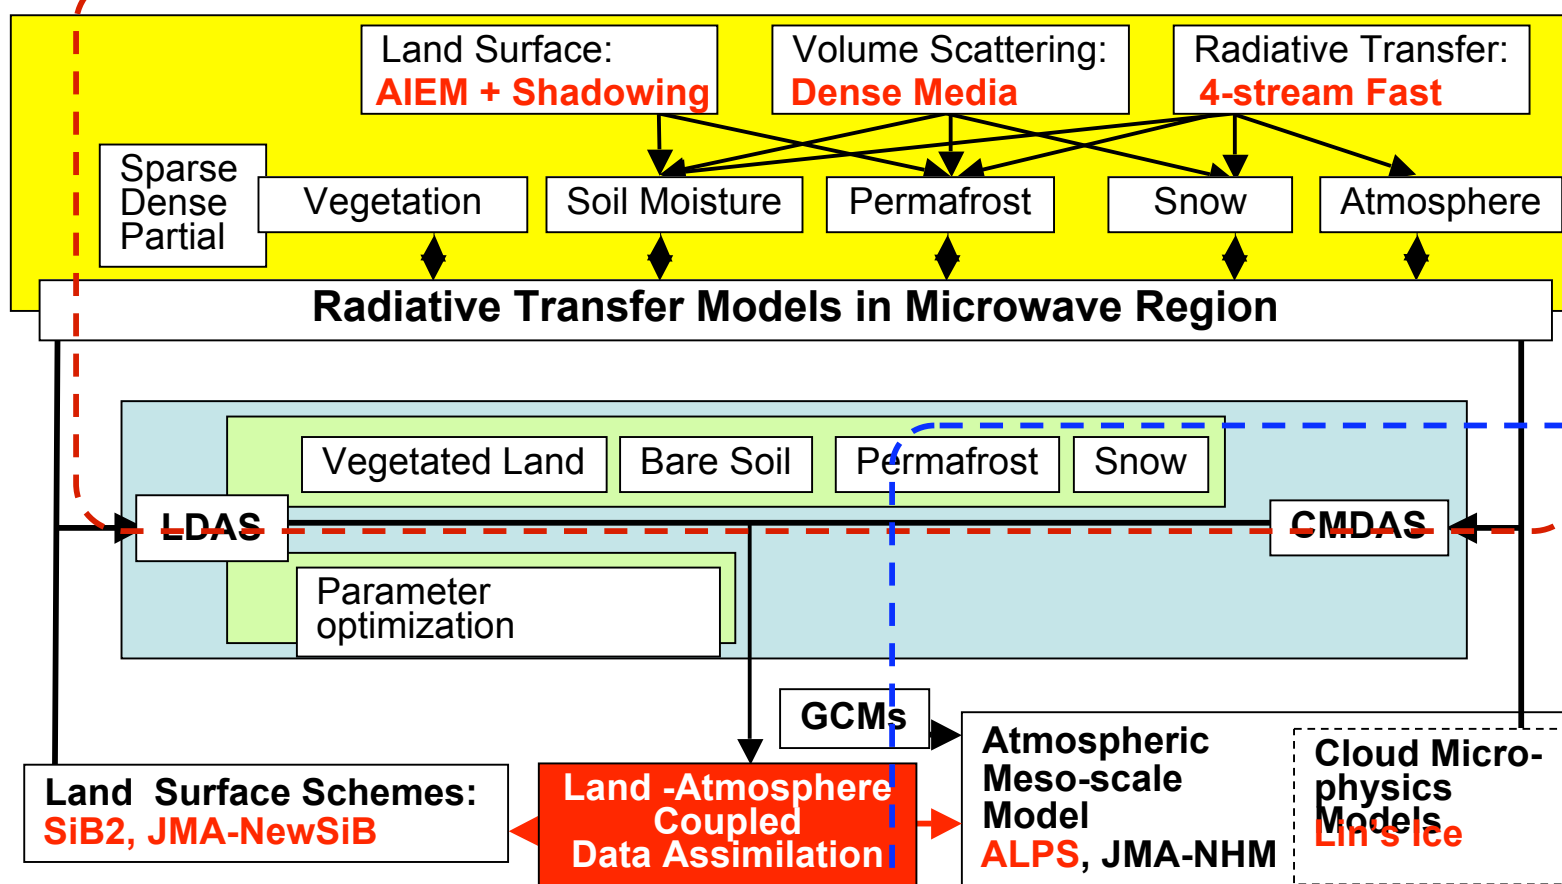 Land Surface:
AIEM + Shadowing
Volume Scattering:
Dense Media
Radiative Transfer:
4-stream Fast
Sparse
Dense
Partial
Vegetation
Soil Moisture
Permafrost
Snow
Atmosphere
Radiative Transfer Models in Microwave Region
Vegetated Land
Bare Soil
Permafrost
Snow
LDAS
CMDAS
Parameter
optimization
GCMs
Land Surface Schemes:
SiB2, JMA-NewSiB
Land -Atmosphere
Coupled
Data Assimilation
Atmospheric
Meso-scale
Model
ALPS, JMA-NHM
Cloud Micro-
physics
Models
Lin's Ice